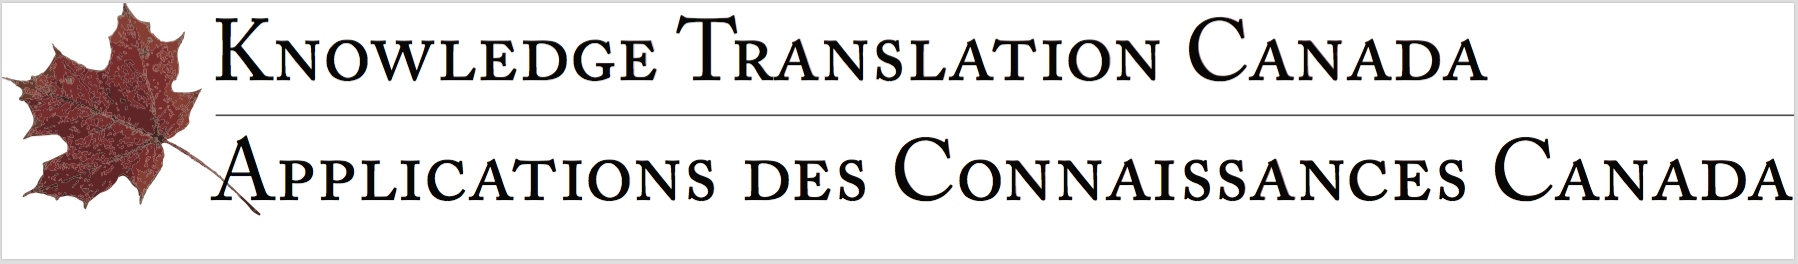 Knowledge Translation Canada
Applications des Connaissances Canada